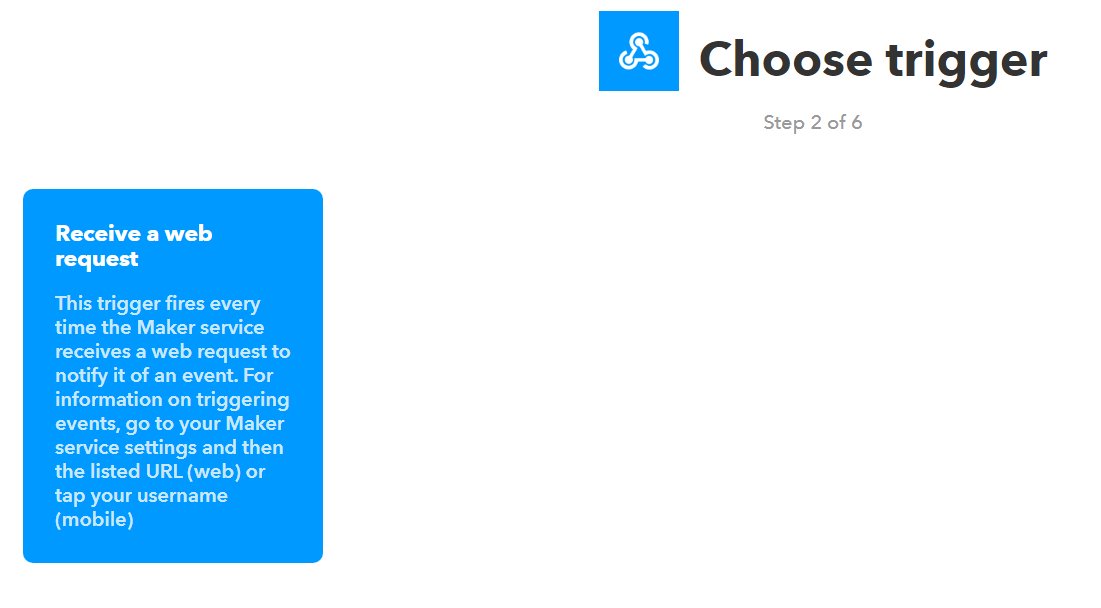 Choose trigger
Step 2 of 6
Receive a web
request
This trigger fires every
time the Maker service
receives a web request to
notify it of an event. For
information on triggering
events, go to your Maker
service settings and then
the listed URL (web) or
tap your username
(mobile)